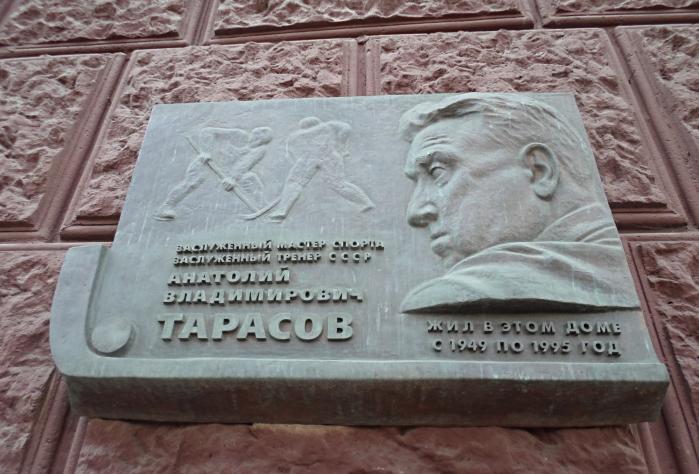 ЗАСЛУЖЕННЫЙ МАСТЕР СПОРТА
ЗАСЛУЖЕННЫЙ ТРЕНЕР СССР
АНАТОЛИЙ
ВЛАДИМИРОВИЧ
ТАРАСОВ
ЖИЛ В ЭТОМ ДОМЕ
С 1949 ПО 1995 ГОД